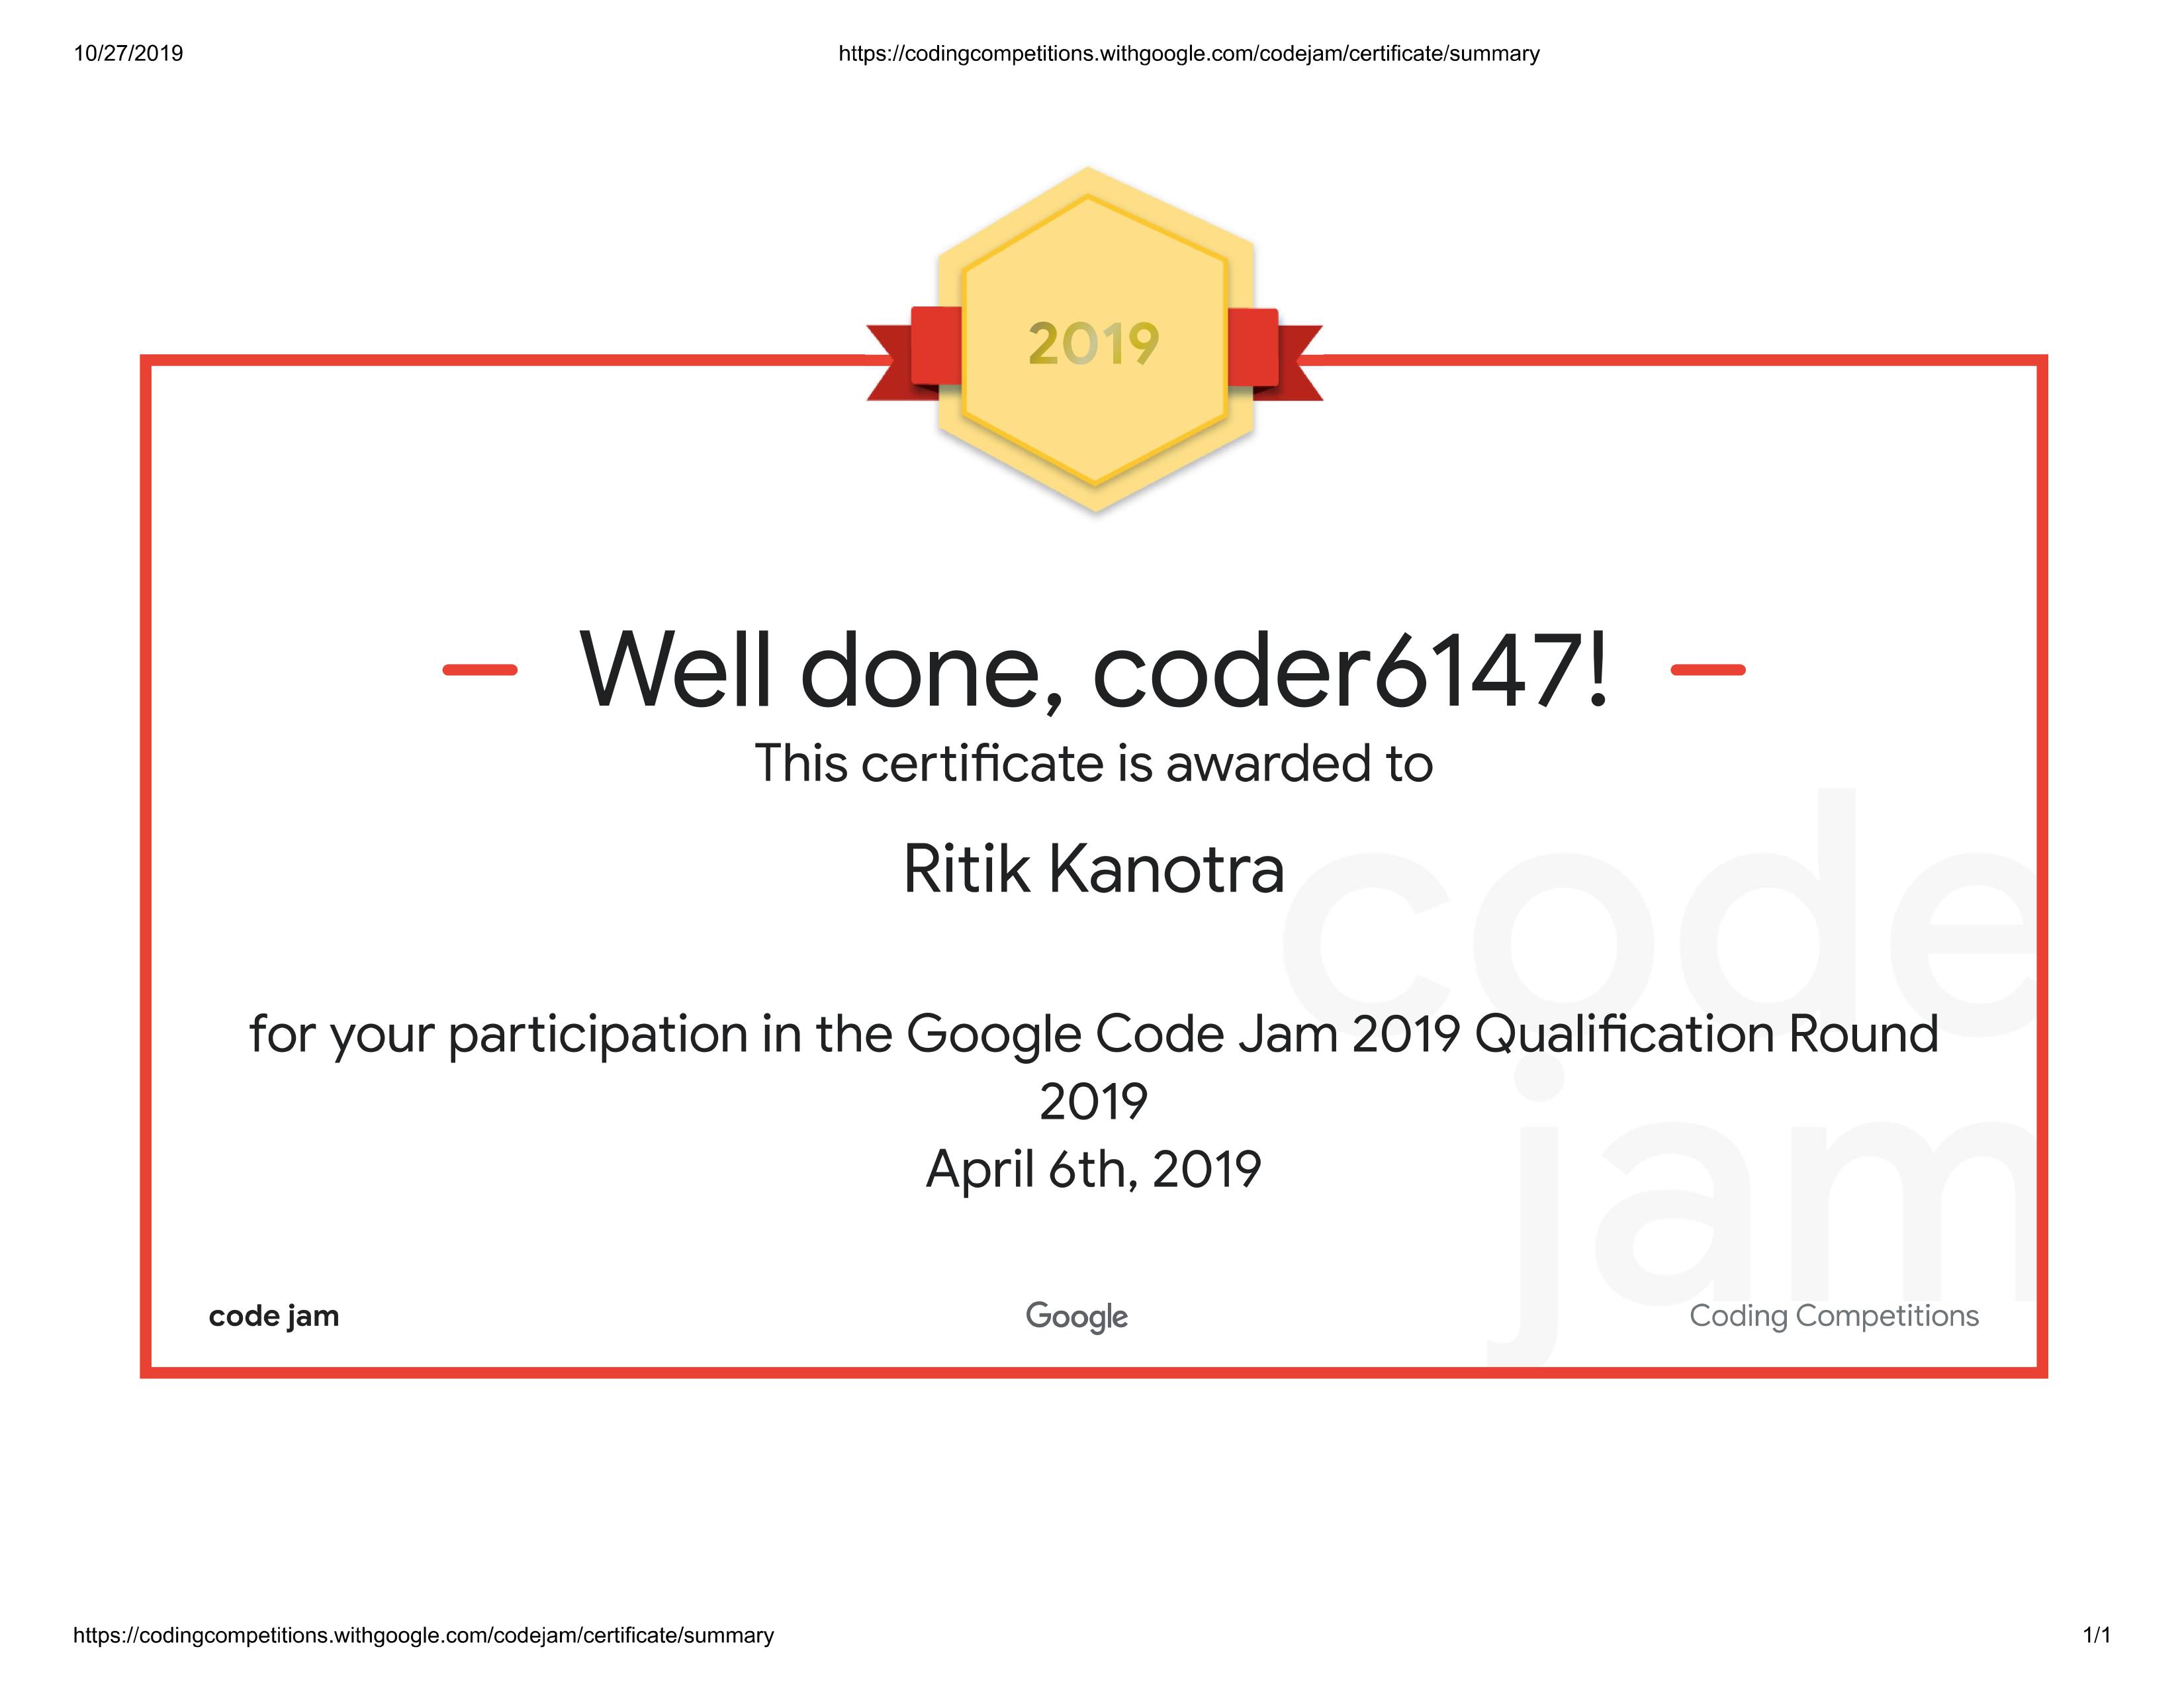 10/27/2019
https://codingcompetitions.withgoogle.com/codejam/certificate/summary
2019
Well done, coder6147!
This certificate is awarded to
Ritik Kanotra
for your participation in the Google Code Jam 2019 Qualification Round
2019
April 6th, 2019
code
jam
code jam
Google
Coding Competitions
https://codingcompetitions.withgoogle.com/codejam/certificate/summary
1/1